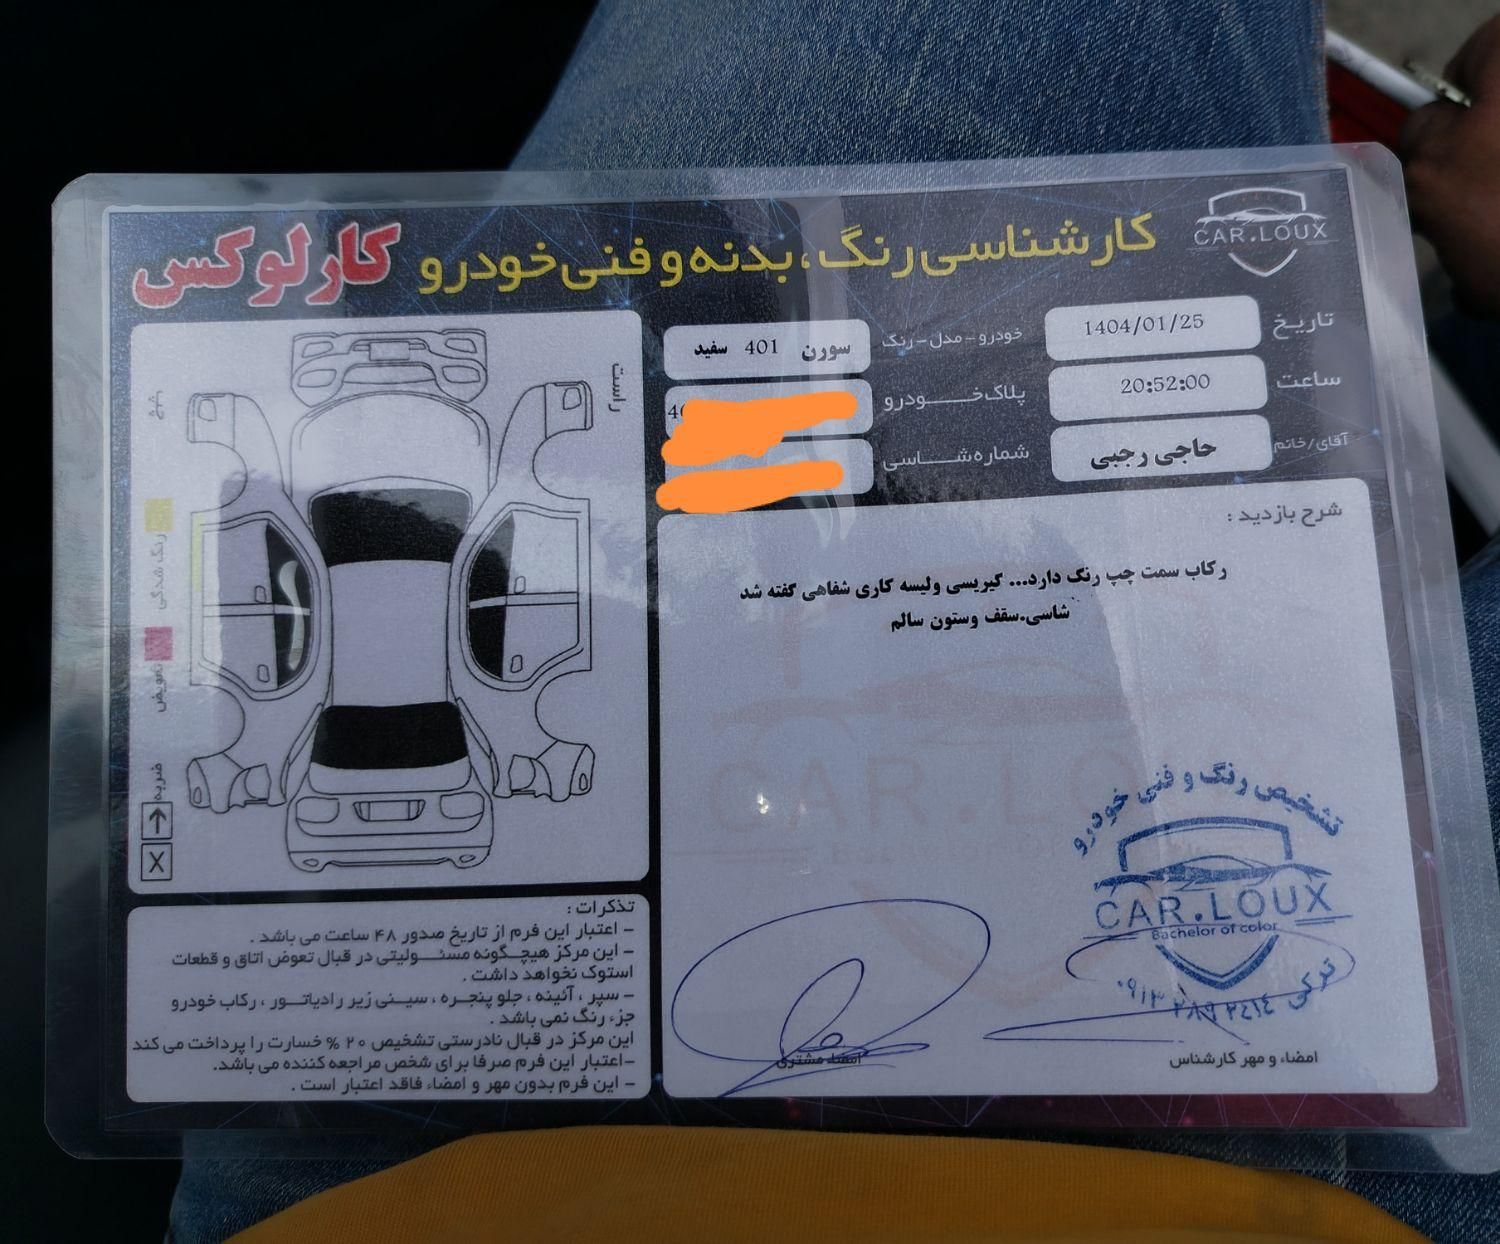 کارشناسی رنگ، بدنه و فنی خودرو کارلوکس
CAR.LOUX
تاریخ 1404/01/25
خودرو - مدل - رنگ سورن 401 سفید
ساعت 20:52:00
پلاک خودرو 40
آقای/خانم حاجی رجبی
شماره شاسی
شرح بازدید :
رکاب سمت چپ رنگ دارد... گیریسی ولیسه کاری شفاهی گفته شد
شاسی.سقف وستون سالم
راست
رنگ شدگی
تعویض
ضربه
X
تذکرات :
- اعتبار این فرم از تاریخ صدور ۴۸ ساعت می باشد .
- این مرکز هیچگونه مسئولیتی در قبال تعوض اتاق و قطعات
استوک نخواهد داشت .
- سپر ، آئینه ، جلو پنجره ، سینی زیر رادیاتور ، رکاب خودرو
جزء رنگ نمی باشد .
این مرکز در قبال نادرستی تشخیص ۲۰ % خسارت را پرداخت می کند
-اعتبار این فرم صرفا برای شخص مراجعه کننده می باشد.
- این فرم بدون مهر و امضاء فاقد اعتبار است .
CAR.LOUX
تشخیص رنگ و فنی خودرو
CAR.LOUX
Bachelor of color
ترکی
امضاء مشتری
امضاء و مهر کارشناس